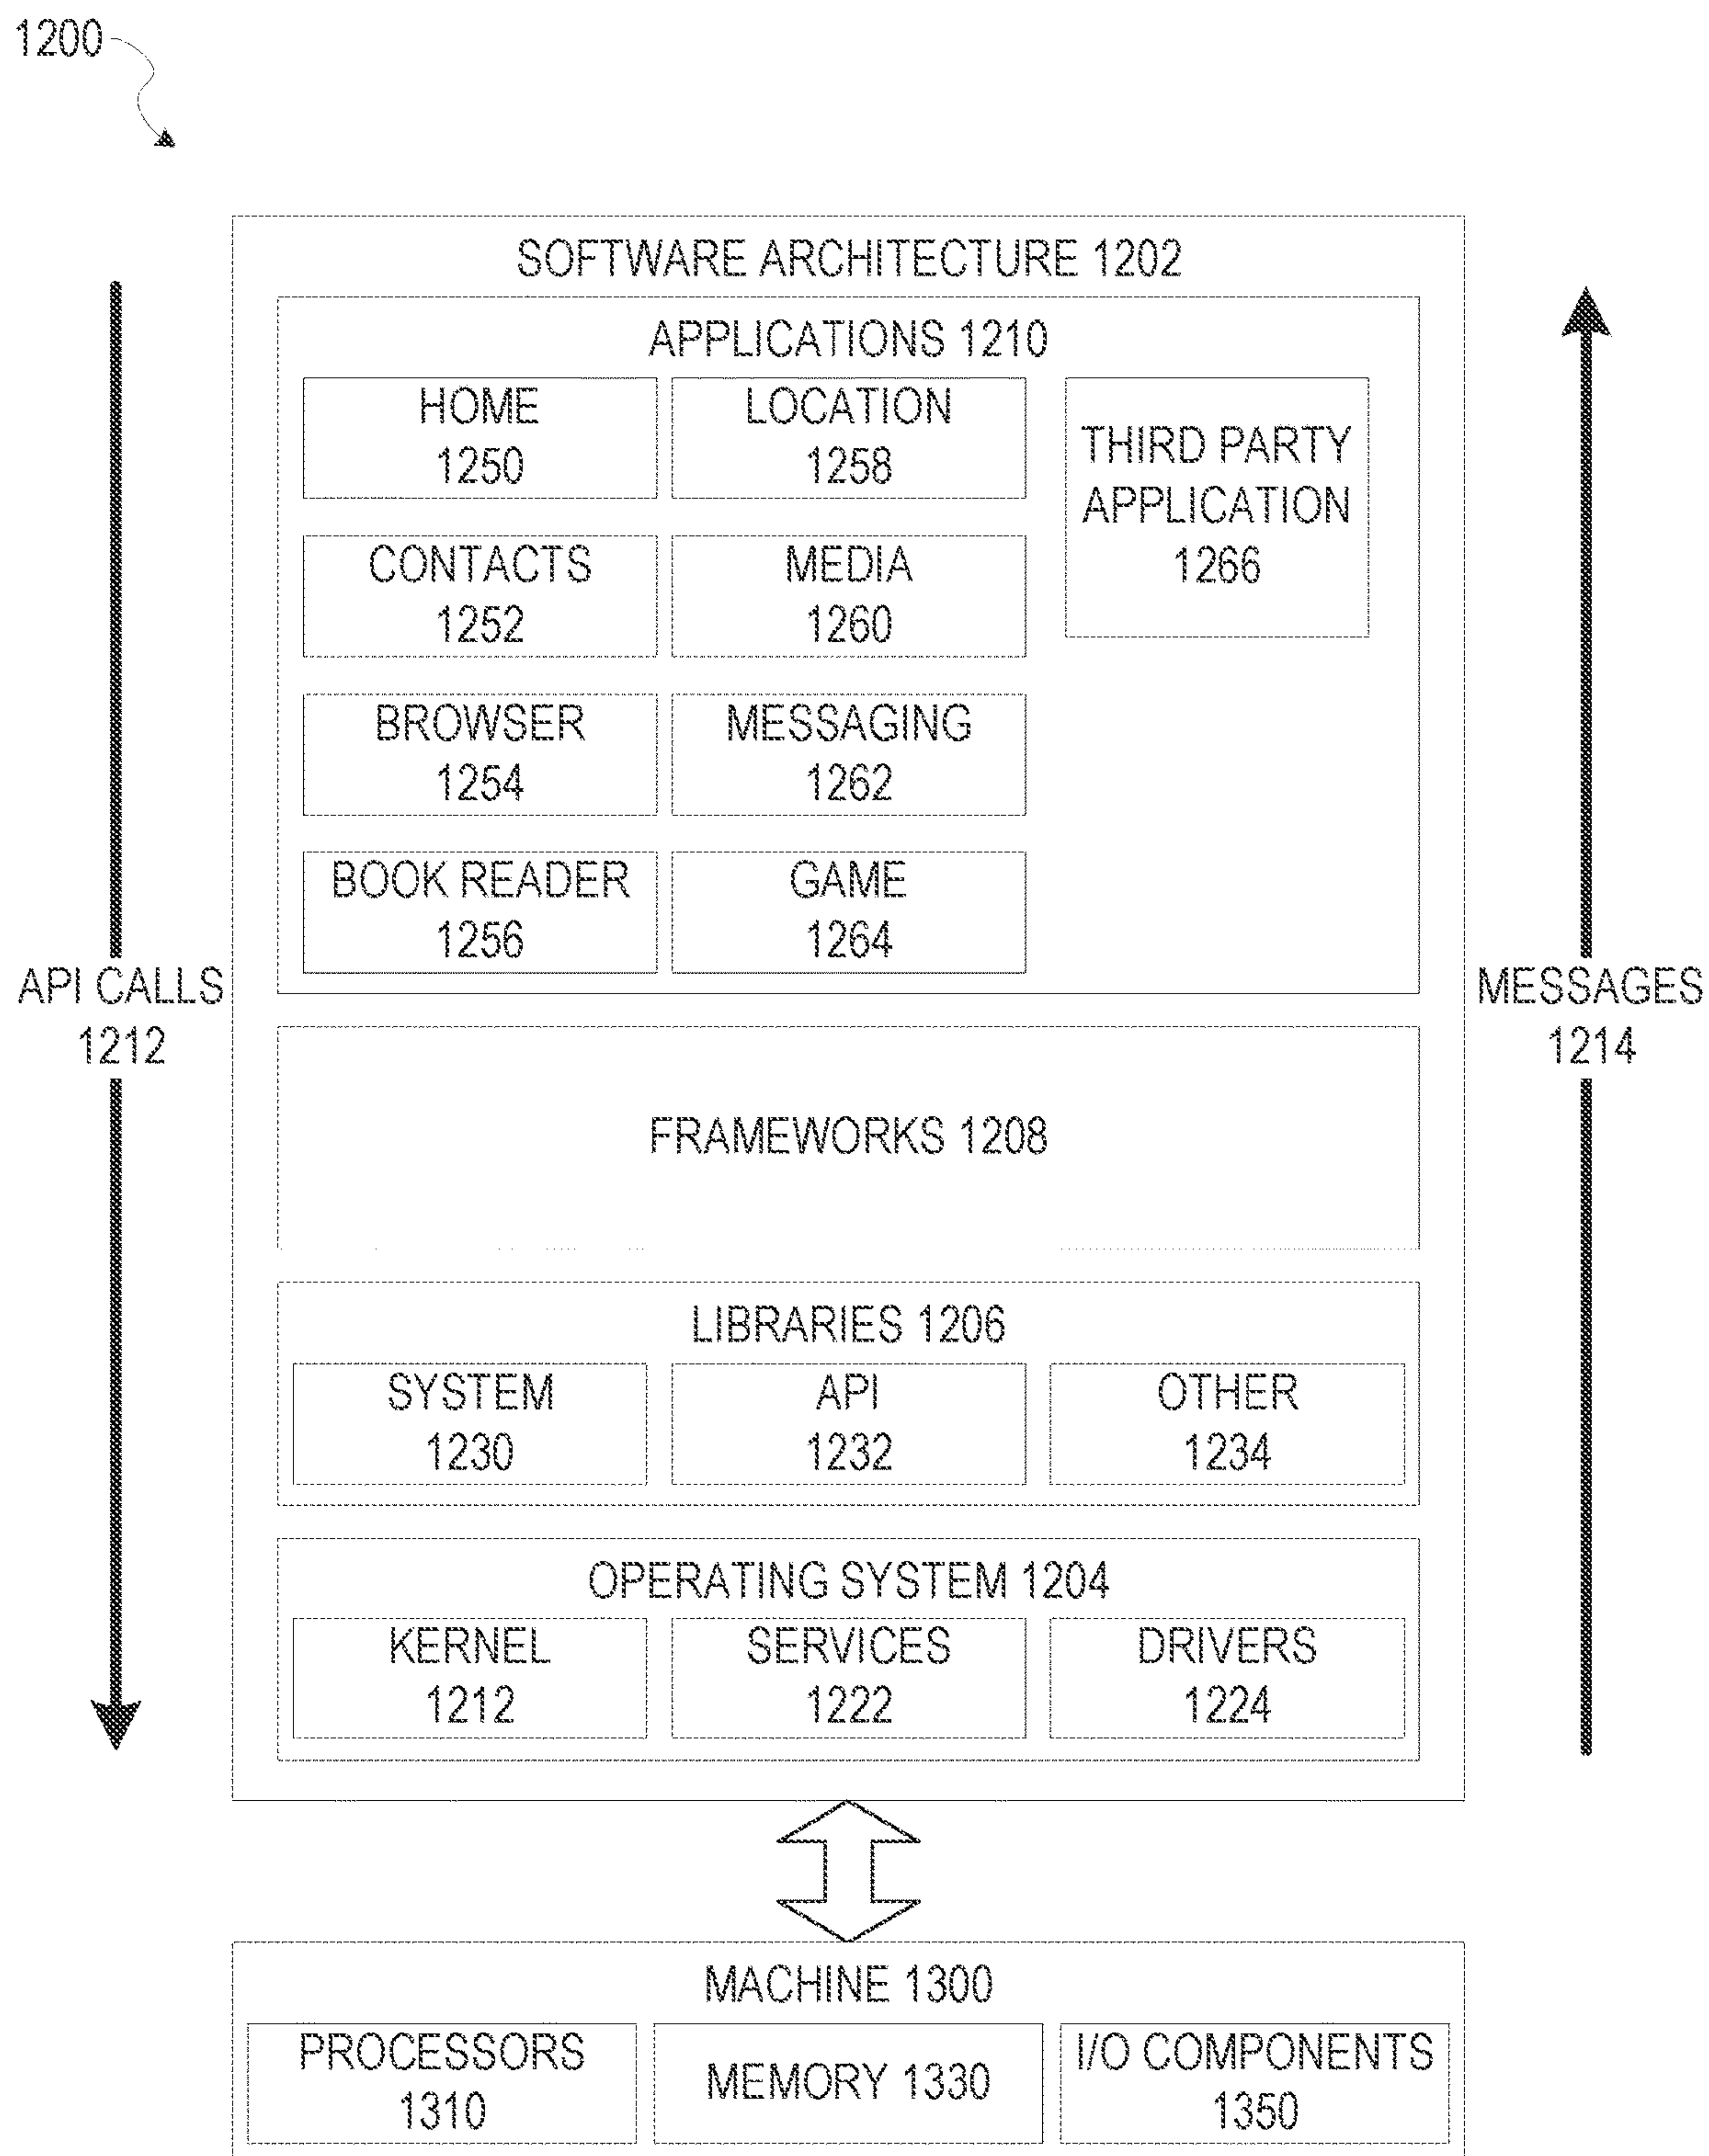 1200
SOFTWARE ARCHITECTURE 1202
APPLICATIONS 1210
HOME
1250
LOCATION
1258
THIRD PARTY
APPLICATION
1266
CONTACTS
1252
MEDIA
1260
BROWSER
1254
MESSAGING
1262
BOOK READER
1256
GAME
1264
API CALLS
1212
MESSAGES
1214
FRAMEWORKS 1208
LIBRARIES 1206
SYSTEM
1230
API
1232
OTHER
1234
OPERATING SYSTEM 1204
KERNEL
1212
SERVICES
1222
DRIVERS
1224
MACHINE 1300
PROCESSORS
1310
MEMORY 1330
I/O COMPONENTS
1350